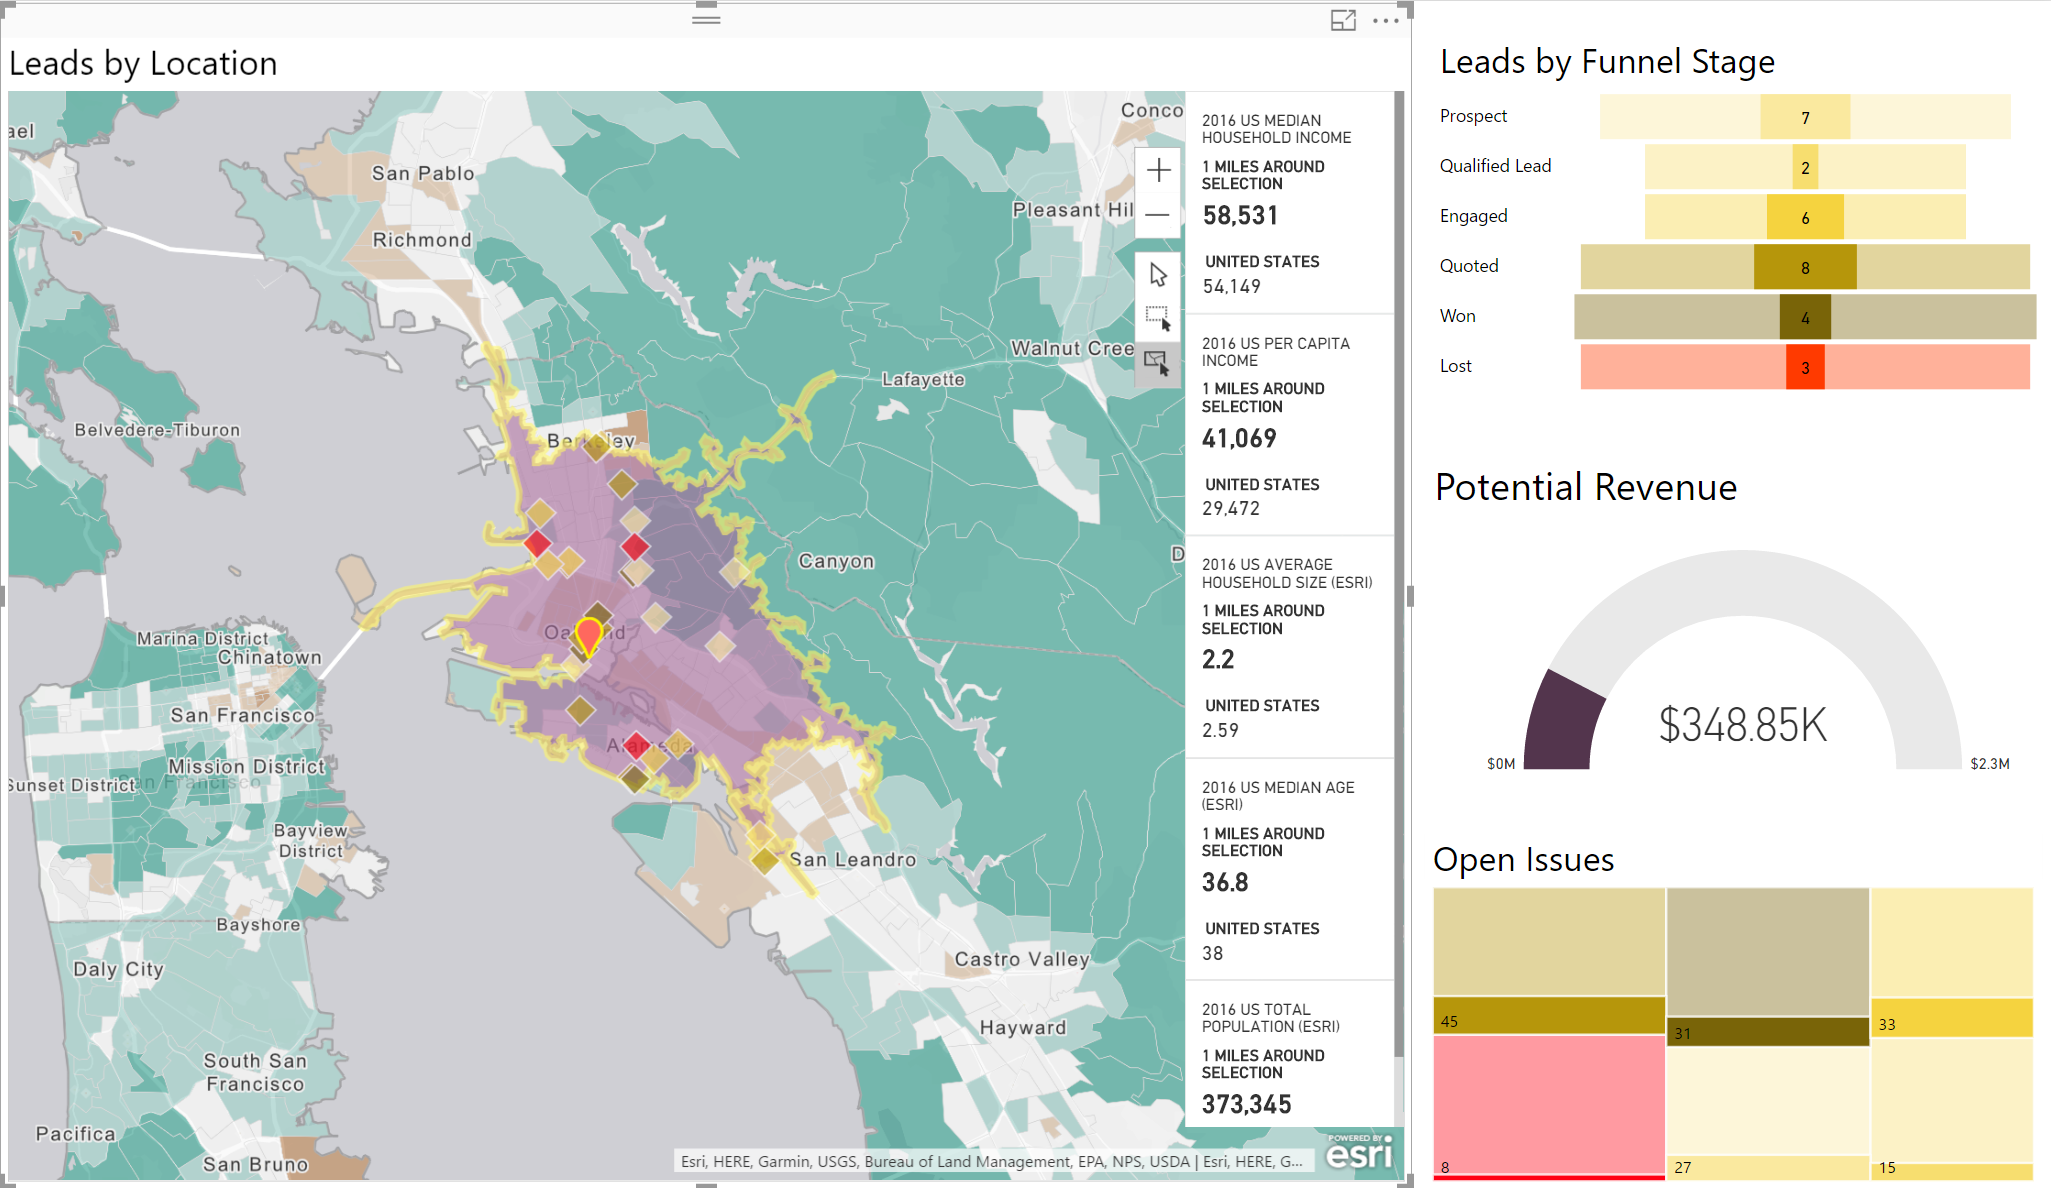 Leads by Location
ael
San Pablo
Richmond
Conco
Pleasant Hil
Walnut Cree
Lafayette
Belvedere-Tiburon
Berkeley
Canyon
D
Marina District
Chinatown
Oakland
San Francisco
Alameda
Mission District
Sunset District
San Francisco
Bayview
District
San Leandro
Bayshore
Castro Valley
Daly City
Hayward
South San
Francisco
Pacifica
San Bruno
2016 US MEDIAN
HOUSEHOLD INCOME
1 MILES AROUND
SELECTION
58,531
UNITED STATES
54,149
2016 US PER CAPITA
INCOME
1 MILES AROUND
SELECTION
41,069
UNITED STATES
29,472
2016 US AVERAGE
HOUSEHOLD SIZE (ESRI)
1 MILES AROUND
SELECTION
2.2
UNITED STATES
2.59
2016 US MEDIAN AGE
(ESRI)
1 MILES AROUND
SELECTION
36.8
UNITED STATES
38
2016 US TOTAL
POPULATION (ESRI)
1 MILES AROUND
SELECTION
373,345
POWERED BY
esri
Esri, HERE, Garmin, USGS, Bureau of Land Management, EPA, NPS, USDA | Esri, HERE, G...
Leads by Funnel Stage
Prospect 7
Qualified Lead 2
Engaged 6
Quoted 8
Won 4
Lost 3
Potential Revenue
$348.85K
$0M
$2.3M
Open Issues
45
31
33
8
27
15